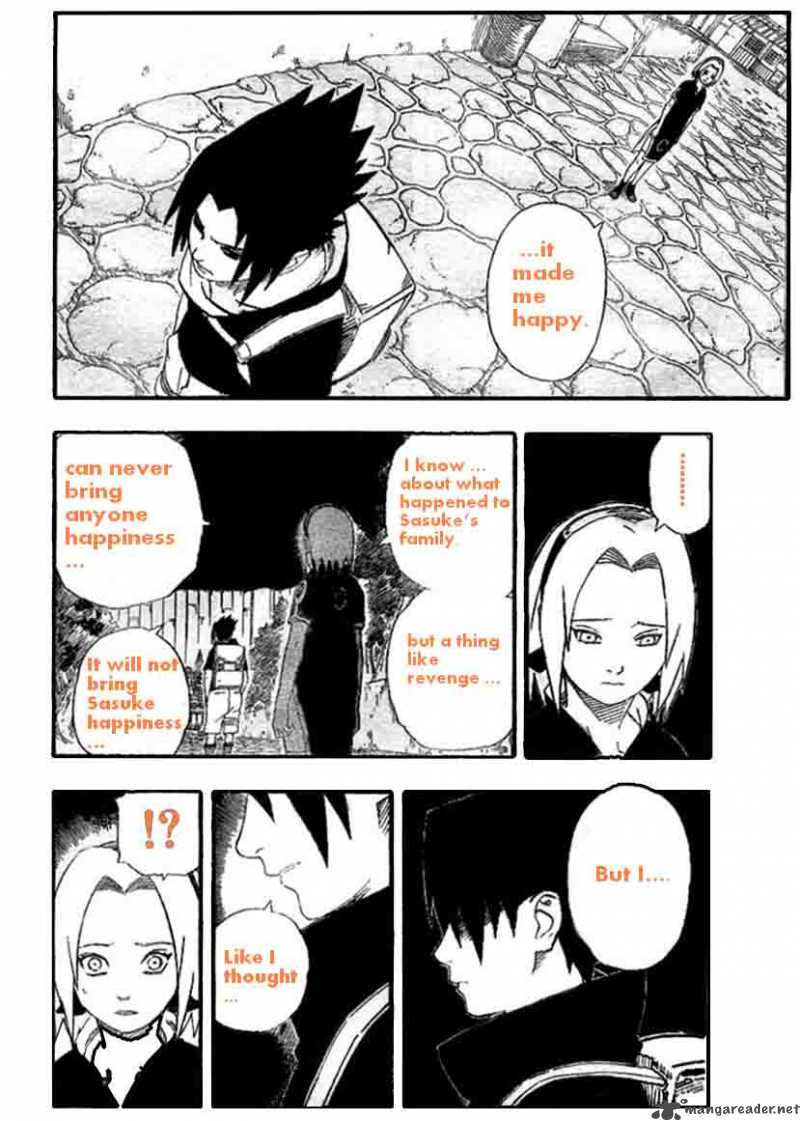 ...it
made
me
happy.
.........
I know ...
about what
happened to
Sasuke's
family.
but a thing
like
revenge ...
can never
bring
anyone
happiness
...
It will not
bring
Sasuke
happiness
...
But I....
Like I
thought
...
!?
mangareader.net